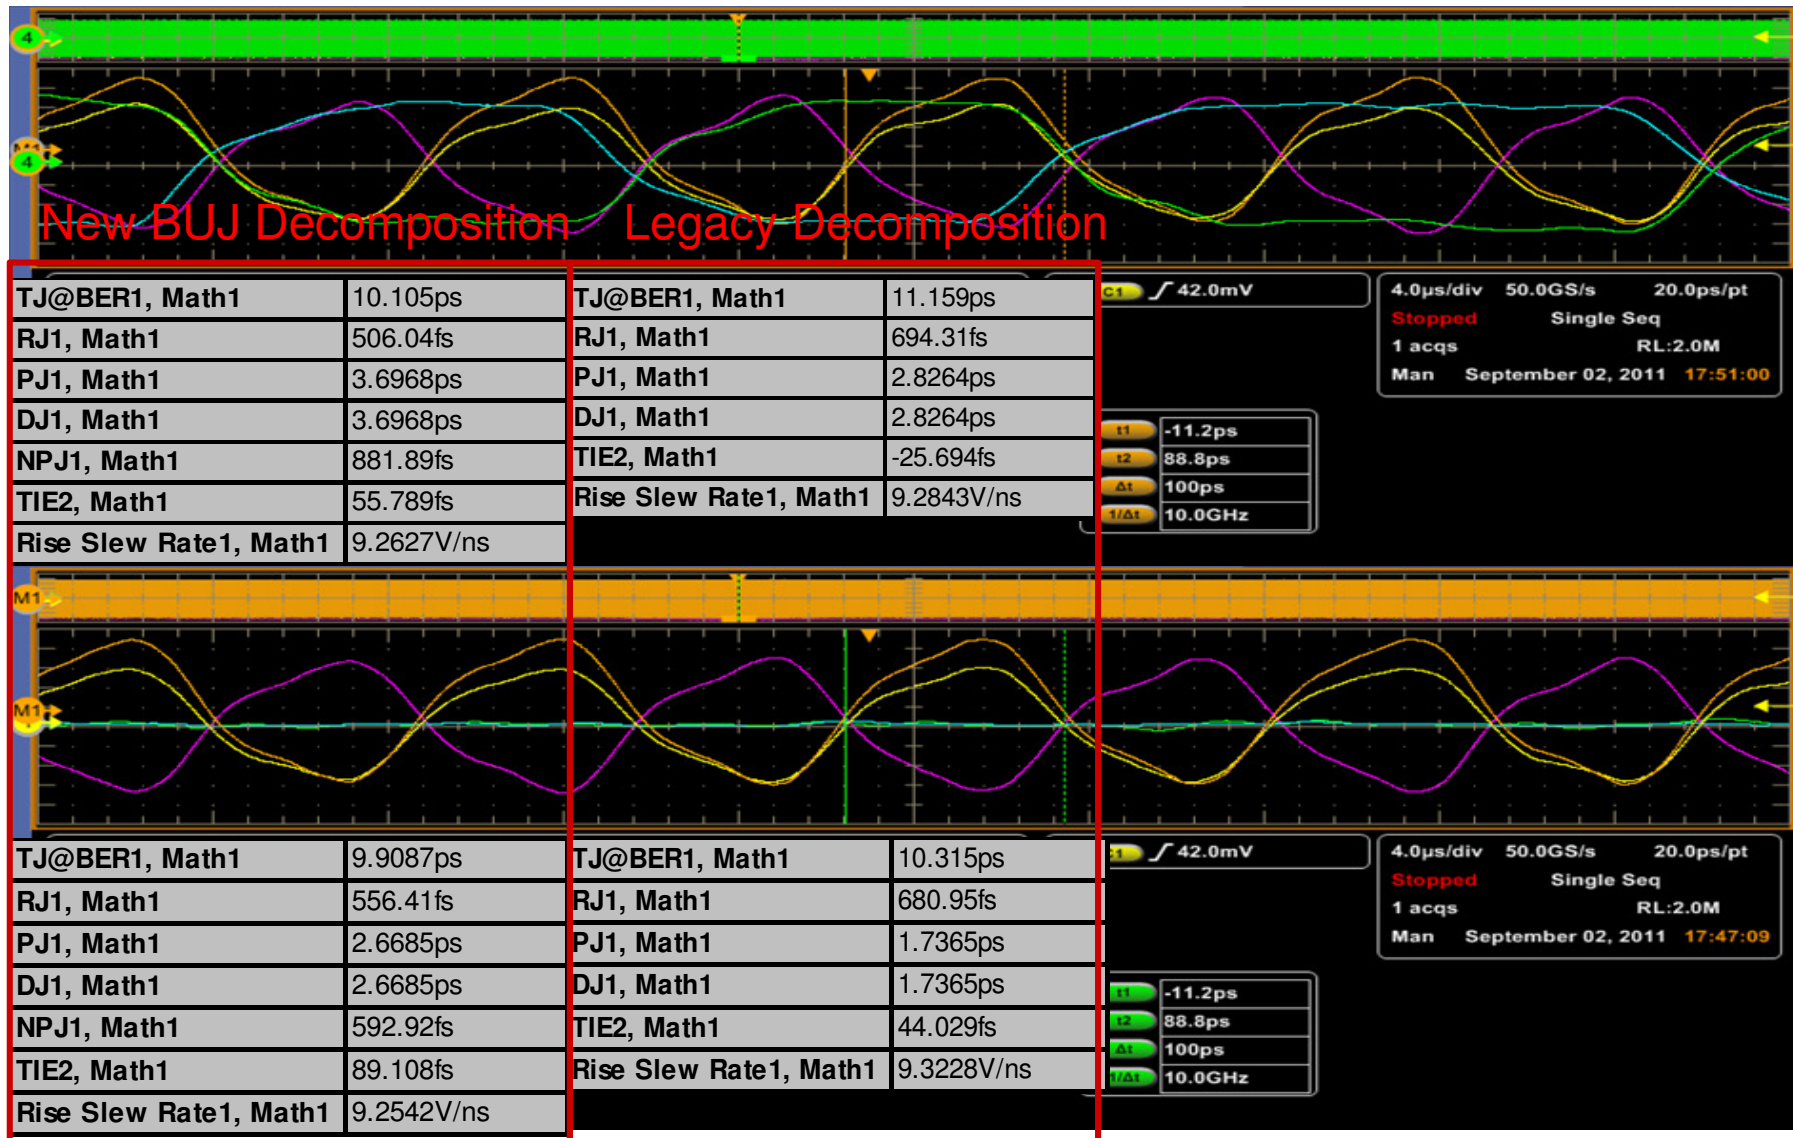 4
4
New BUJ Decomposition Legacy Decomposition
TJ@BER1, Math1 10.105ps
RJ1, Math1 506.04fs
PJ1, Math1 3.6968ps
DJ1, Math1 3.6968ps
NPJ1, Math1 881.89fs
TIE2, Math1 55.789fs
Rise Slew Rate1, Math1 9.2627V/ns
TJ@BER1, Math1 11.159ps
RJ1, Math1 694.31fs
PJ1, Math1 2.8264ps
DJ1, Math1 2.8264ps
TIE2, Math1 -25.694fs
Rise Slew Rate1, Math1 9.2843V/ns
C1 42.0mV
4.0µs/div 50.0GS/s 20.0ps/pt
Stopped Single Seq
1 acqs RL:2.0M
Man September 02, 2011 17:51:00
t1 -11.2ps
t2 88.8ps
Δt 100ps
1/Δt 10.0GHz
M1
M1
TJ@BER1, Math1 9.9087ps
RJ1, Math1 556.41fs
PJ1, Math1 2.6685ps
DJ1, Math1 2.6685ps
NPJ1, Math1 592.92fs
TIE2, Math1 89.108fs
Rise Slew Rate1, Math1 9.2542V/ns
TJ@BER1, Math1 10.315ps
RJ1, Math1 680.95fs
PJ1, Math1 1.7365ps
DJ1, Math1 1.7365ps
TIE2, Math1 44.029fs
Rise Slew Rate1, Math1 9.3228V/ns
42.0mV
4.0µs/div 50.0GS/s 20.0ps/pt
Stopped Single Seq
1 acqs RL:2.0M
Man September 02, 2011 17:47:09
t1 -11.2ps
t2 88.8ps
Δt 100ps
1/Δt 10.0GHz